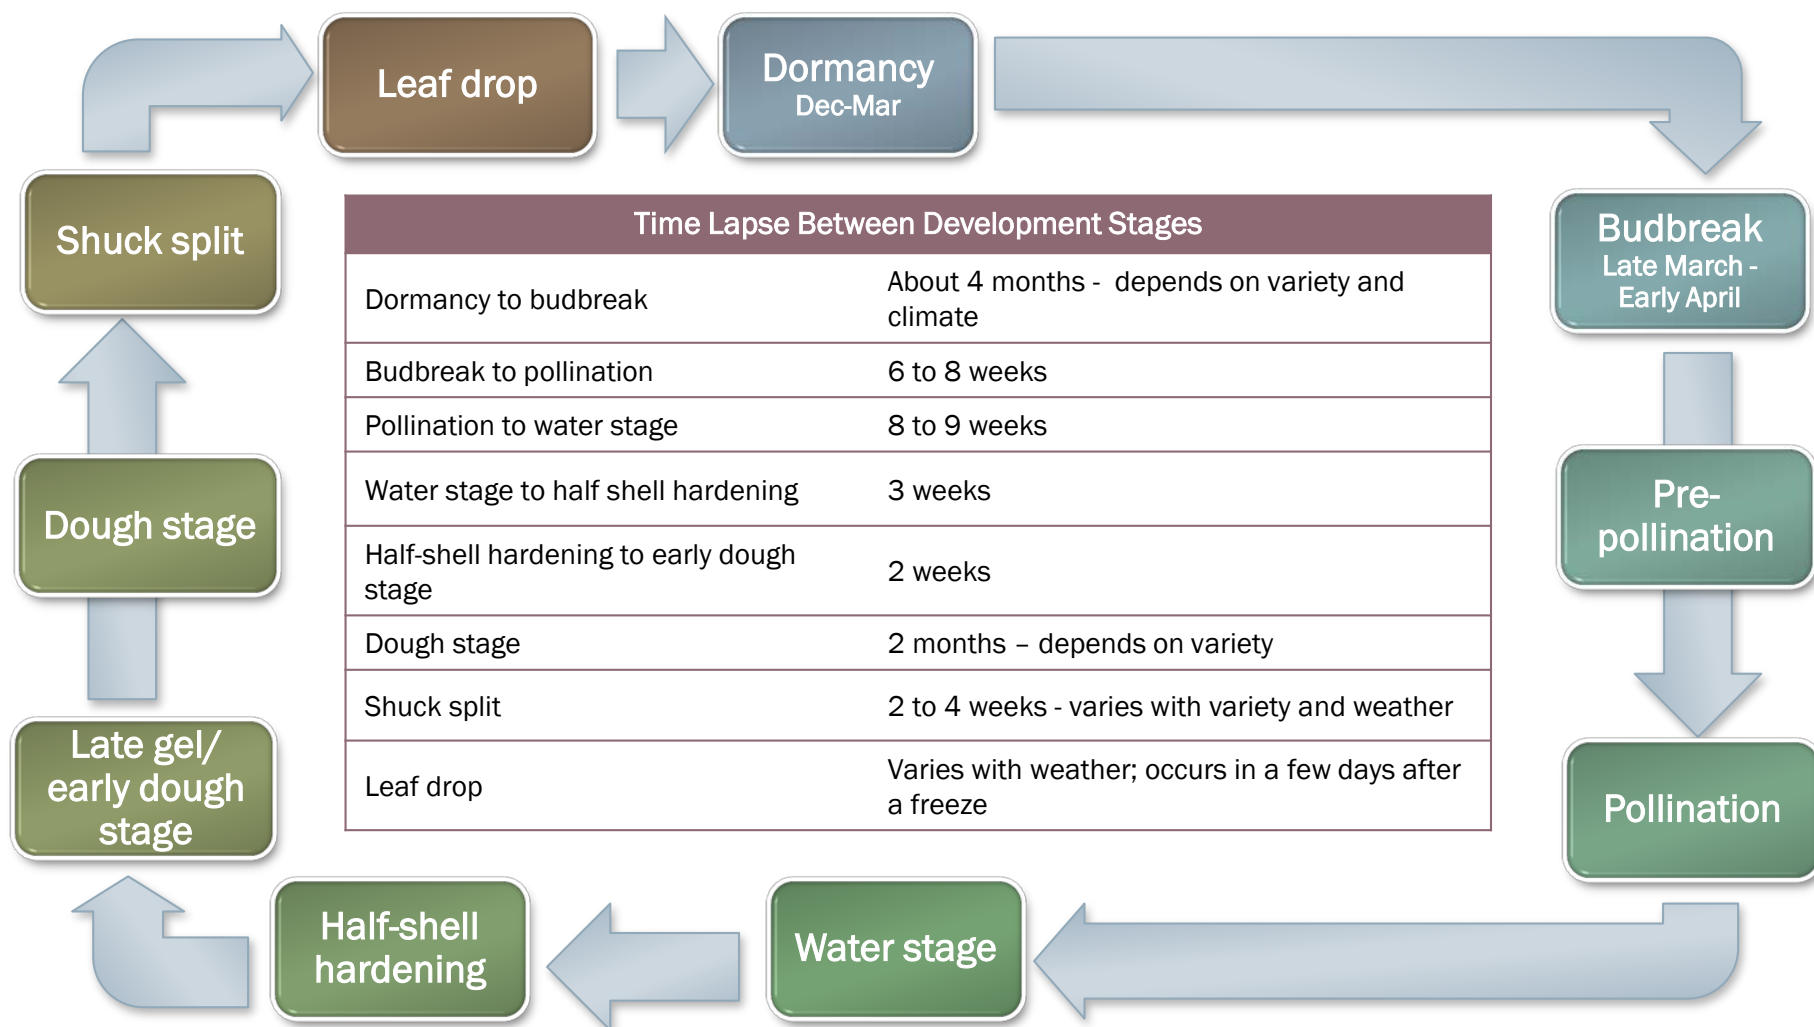 Leaf drop
Dormancy
Dec-Mar
Budbreak
Late March -
Early April
Pre-
pollination
Pollination
Water stage
Half-shell
hardening
Late gel/
early dough
stage
Dough stage
Shuck split
Time Lapse Between Development Stages
Dormancy to budbreak
About 4 months -  depends on variety and
climate
Budbreak to pollination
6 to 8 weeks
Pollination to water stage
8 to 9 weeks
Water stage to half shell hardening
3 weeks
Half-shell hardening to early dough
stage
2 weeks
Dough stage
2 months – depends on variety
Shuck split
2 to 4 weeks - varies with variety and weather
Leaf drop
Varies with weather; occurs in a few days after
a freeze